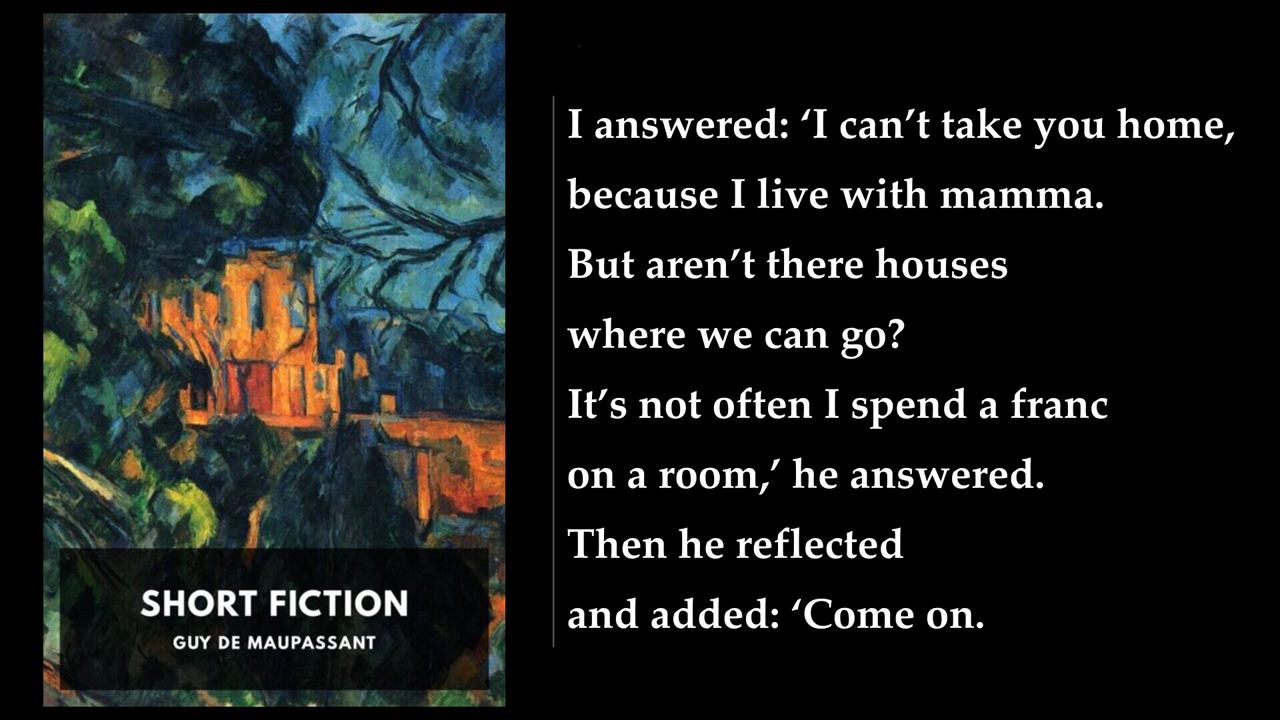 SHORT FICTION
GUY DE MAUPASSANT
I answered: ‘I can’t take you home,
because I live with mamma.
But aren’t there houses
where we can go?
It’s not often I spend a franc
on a room,’ he answered.
Then he reflected
and added: ‘Come on.